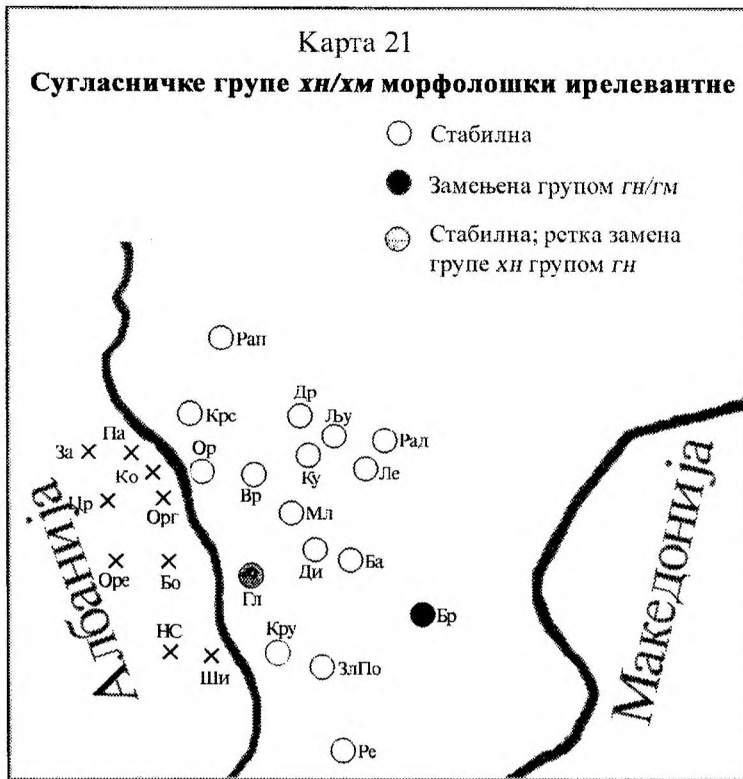 Карта 21
Сугласничке групе хн/хм морфолошки ирелевантне
Стабилна
Замењена групом гн/гм
Стабилна; ретка замена
групе хн групом гн
Рап
Др
Крс
Љу
Рад
Па
За
Ор
Ко
Ку
Ле
Вр
Цр
Орг
Мл
Ди
Ба
Оре
Бо
Гл
Бр
НС
Кру
Ши
ЗлПо
Ре
Албанија
Македонија